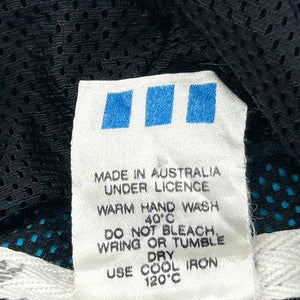 MADE IN AUSTRALIA
UNDER LICENCE
WARM HAND WASH
40°C
DO NOT BLEACH,
WRING OR TUMBLE
DRY
USE COOL IRON
120°C